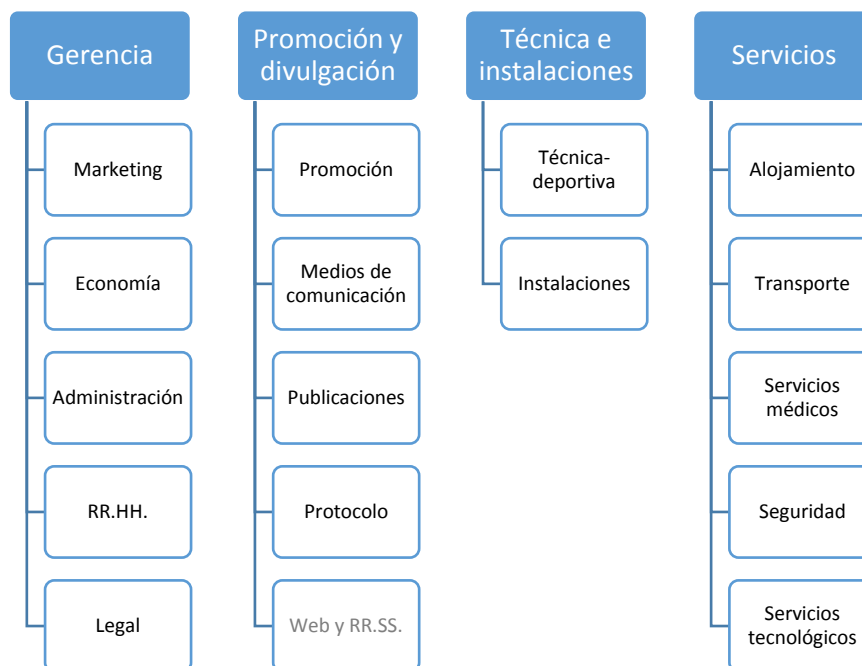 Gerencia
Marketing
Economía
Administración
RR.HH.
Legal
Promoción y
divulgación
Promoción
Medios de
comunicación
Publicaciones
Protocolo
Web y RR.SS.
Técnica e
instalaciones
Técnica-
deportiva
Instalaciones
Servicios
Alojamiento
Transporte
Servicios
médicos
Seguridad
Servicios
tecnológicos